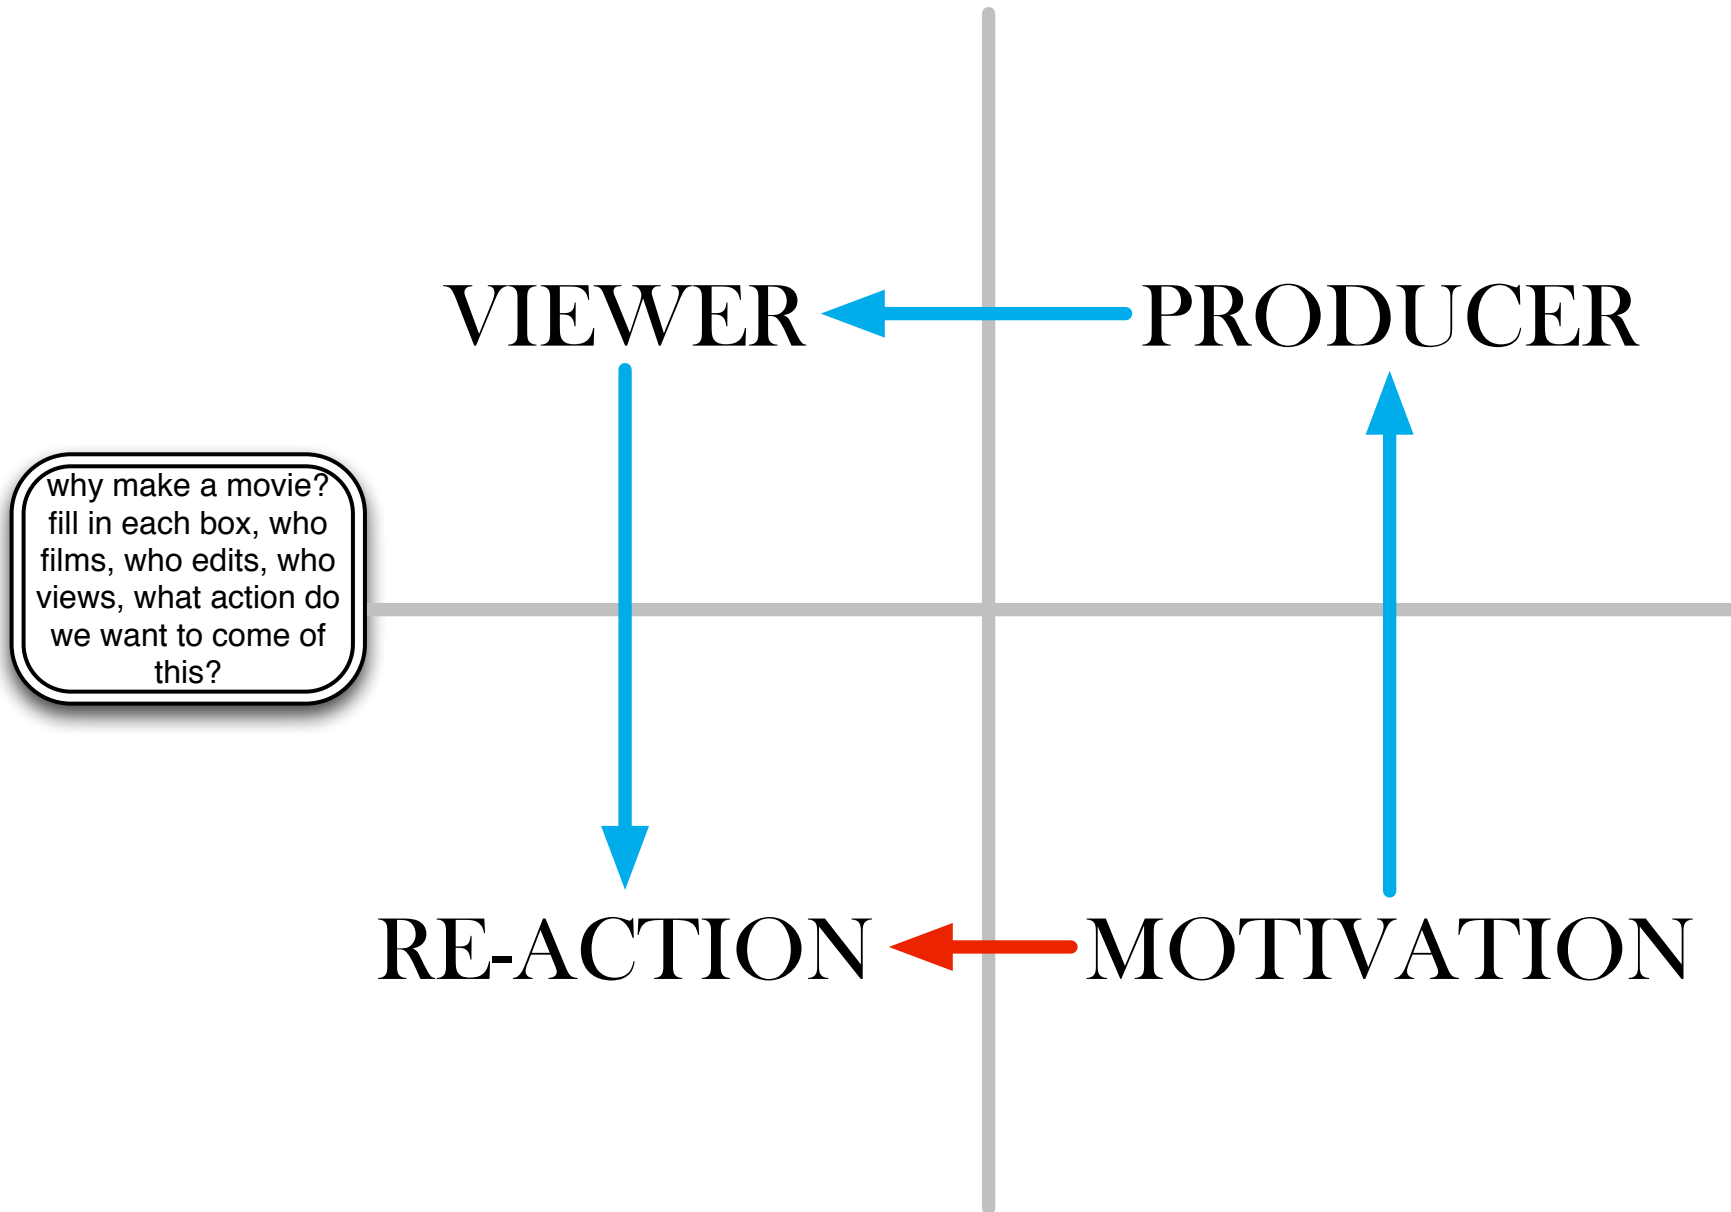 VIEWER
PRODUCER
why make a movie?
fill in each box, who
films, who edits, who
views, what action do
we want to come of
this?
RE-ACTION
MOTIVATION